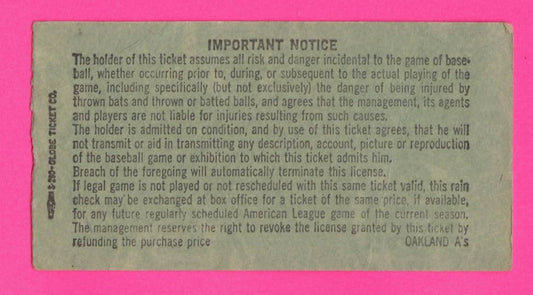 IMPORTANT NOTICE
The holder of this ticket assumes all risk and danger incidental to the game of base-
ball, whether occurring prior to, during, or subsequent to the actual playing of the
game, including specifically (but not exclusively) the danger of being injured by
thrown bats and thrown or batted balls, and agrees that the management, its agents
and players are not liable for injuries resulting from such causes.
The holder is admitted on condition, and by use of this ticket agrees, that he will
not transmit or aid in transmitting any description, account, picture or reproduction
of the baseball game or exhibition to which this ticket admits him.
Breach of the foregoing will automatically terminate this license.
If legal game is not played or not rescheduled with this same ticket valid, this rain
check may be exchanged at box office for a ticket of the same price, if available,
for any future regularly scheduled American League game of the current season.
The management reserves the right to revoke the license granted by this ticket by
refunding the purchase price OAKLAND A's
S-290-GLOBE TICKET CO.